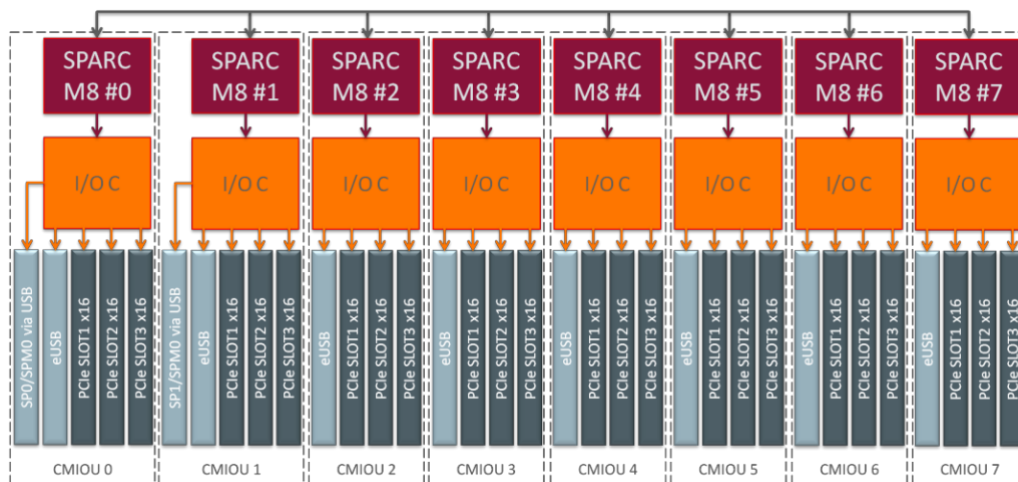 SPARC
M8 #0
SPARC
M8 #1
SPARC
M8 #2
SPARC
M8 #3
SPARC
M8 #4
SPARC
M8 #5
SPARC
M8 #6
SPARC
M8 #7
I/O C
I/O C
I/O C
I/O C
I/O C
I/O C
I/O C
I/O C
SP0/SPM0 via USB
eUSB
PCIe SLOT1 x16
PCIe SLOT2 x16
PCIe SLOT3 x16
SP1/SPM0 via USB
eUSB
PCIe SLOT1 x16
PCIe SLOT2 x16
PCIe SLOT3 x16
eUSB
PCIe SLOT1 x16
PCIe SLOT2 x16
PCIe SLOT3 x16
eUSB
PCIe SLOT1 x16
PCIe SLOT2 x16
PCIe SLOT3 x16
eUSB
PCIe SLOT1 x16
PCIe SLOT2 x16
PCIe SLOT3 x16
eUSB
PCIe SLOT1 x16
PCIe SLOT2 x16
PCIe SLOT3 x16
eUSB
PCIe SLOT1 x16
PCIe SLOT2 x16
PCIe SLOT3 x16
eUSB
PCIe SLOT1 x16
PCIe SLOT2 x16
PCIe SLOT3 x16
CMIOU 0
CMIOU 1
CMIOU 2
CMIOU 3
CMIOU 4
CMIOU 5
CMIOU 6
CMIOU 7